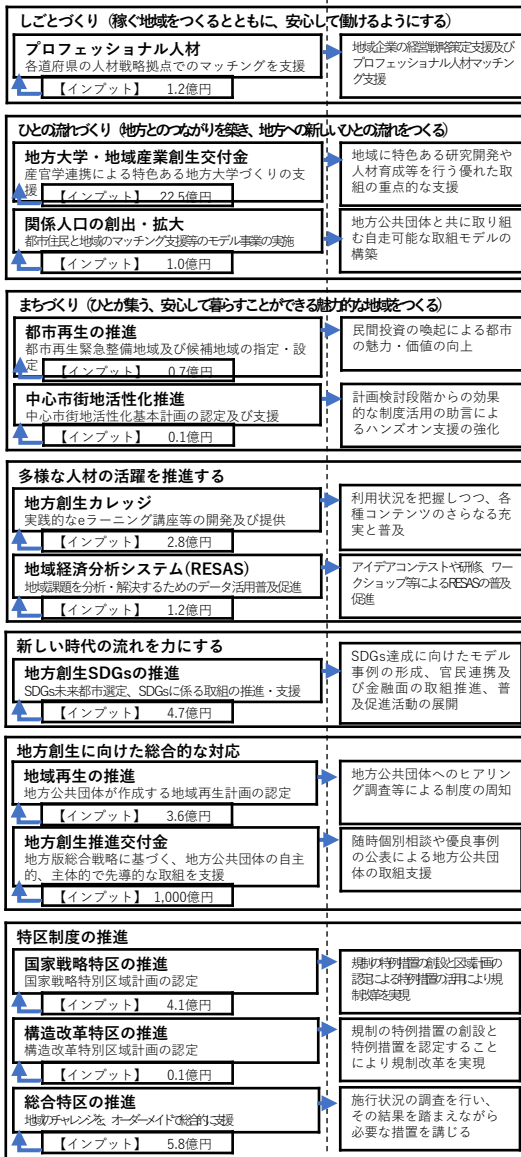 しごとづくり（稼ぐ地域をつくるとともに、安心して働けるようにする）
プロフェッショナル人材
各道府県の人材戦略拠点でのマッチングを支援
【インプット】 1.2億円
地域企業の経営戦略策定支援及び
プロフェッショナル人材マッチン
グ支援
ひとの流れづくり（地方とのつながりを築き、地方への新しいひとの流れをつくる）
地方大学・地域産業創生交付金
産官学連携による特色ある地方大学づくりの支
援
【インプット】 22.5億円
地域に特色ある研究開発や
人材育成等を行う優れた取
組の重点的な支援
関係人口の創出・拡大
都市住民と地域のマッチング支援等のモデル事業の実施
【インプット】 1.0億円
地方公共団体と共に取り組
む自走可能な取組モデルの
構築
まちづくり（ひとが集う、安心して暮らすことができる魅力的な地域をつくる）
都市再生の推進
都市再生緊急整備地域及び候補地域の指定・設
定
【インプット】 0.7億円
民間投資の喚起による都市
の魅力・価値の向上
中心市街地活性化推進
中心市街地活性化基本計画の認定及び支援
【インプット】 0.1億円
計画検討段階からの効果
的な制度活用の助言によ
るハンズオン支援の強化
多様な人材の活躍を推進する
地方創生カレッジ
実践的なeラーニング講座等の開発及び提供
【インプット】 2.8億円
利用状況を把握しつつ、各
種コンテンツのさらなる充
実と普及
地域経済分析システム(RESAS)
地域課題を分析・解決するためのデータ活用普及促進
【インプット】 1.2億円
アイデアコンテストや研修、ワー
クショップ等によるRESASの普及
促進
新しい時代の流れを力にする
地方創生SDGsの推進
SDGs未来都市選定、SDGsに係る取組の推進・支援
【インプット】 4.7億円
SDGs達成に向けたモデル
事例の形成、官民連携及
び金融面の取組推進、普
及促進活動の展開
地方創生に向けた総合的な対応
地域再生の推進
地方公共団体が作成する地域再生計画の認定
【インプット】 3.6億円
地方公共団体へのヒアリン
グ調査等による制度の周知
地方創生推進交付金
地方版総合戦略に基づく、地方公共団体の自主
的、主体的で先導的な取組を支援
【インプット】 1,000億円
随時個別相談や優良事例
の公表による地方公共団
体の取組支援
特区制度の推進
国家戦略特区の推進
国家戦略特別区域計画の認定
【インプット】 4.1億円
規制の特例措置の創設と区域計画の
認定による特例措置の活用により規
制改革を実現
構造改革特区の推進
構造改革特別区域計画の認定
【インプット】 0.1億円
規制の特例措置の創設と
特例措置を認定すること
により規制改革を実現
総合特区の推進
地域のチャレンジを、オーダーメイドで総合的に支援
【インプット】 5.8億円
施行状況の調査を行い、
その結果を踏まえながら
必要な措置を講じる